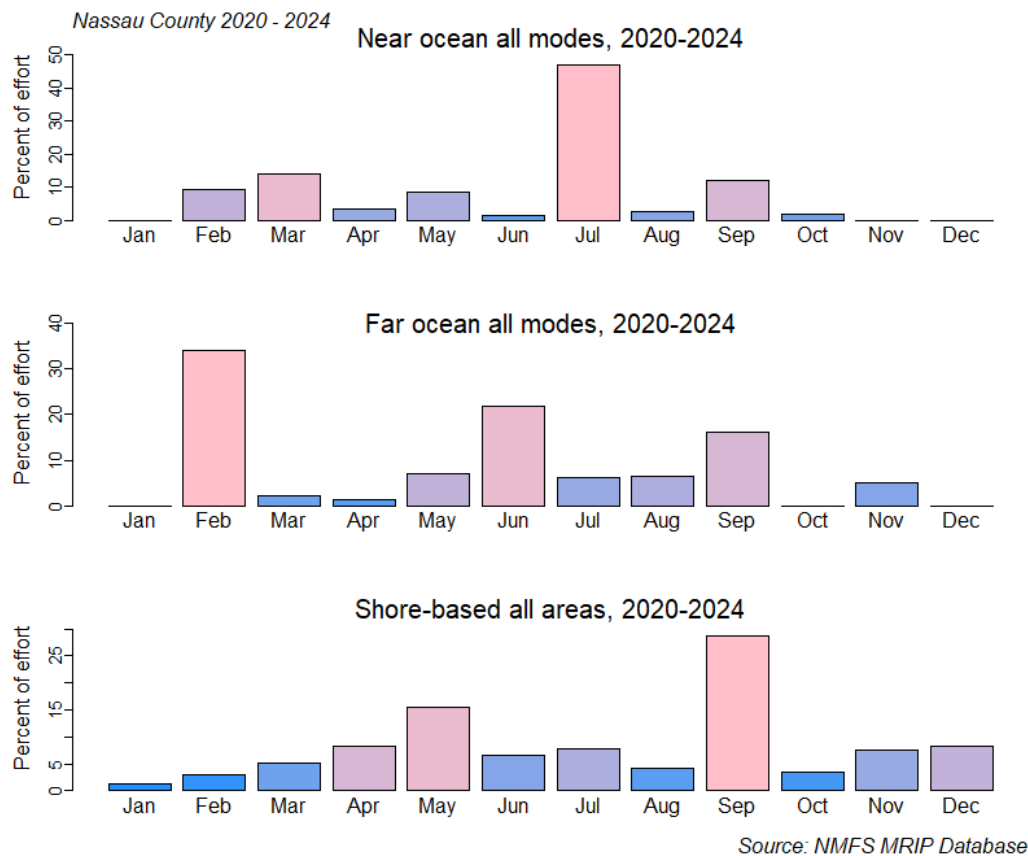 Nassau County 2020 - 2024
Near ocean all modes, 2020-2024
Percent of effort
50
40
30
20
10
0
Jan Feb Mar Apr May Jun Jul Aug Sep Oct Nov Dec
Far ocean all modes, 2020-2024
Percent of effort
40
30
20
10
0
Jan Feb Mar Apr May Jun Jul Aug Sep Oct Nov Dec
Shore-based all areas, 2020-2024
Percent of effort
25
15
5
0
Jan Feb Mar Apr May Jun Jul Aug Sep Oct Nov Dec
Source: NMFS MRIP Database